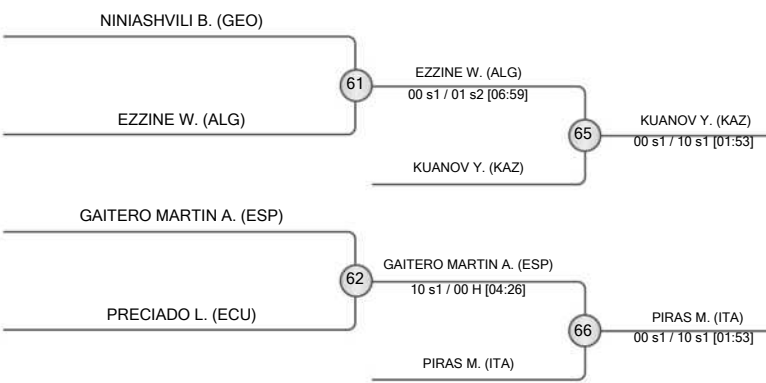 NINIASHVILI B. (GEO)
61
EZZINE W. (ALG)
00 s1 / 01 s2 [06:59]
EZZINE W. (ALG)
65
KUANOV Y. (KAZ)
00 s1 / 10 s1 [01:53]
KUANOV Y. (KAZ)
GAITERO MARTIN A. (ESP)
62
GAITERO MARTIN A. (ESP)
10 s1 / 00 H [04:26]
PRECIADO L. (ECU)
66
PIRAS M. (ITA)
00 s1 / 10 s1 [01:53]
PIRAS M. (ITA)